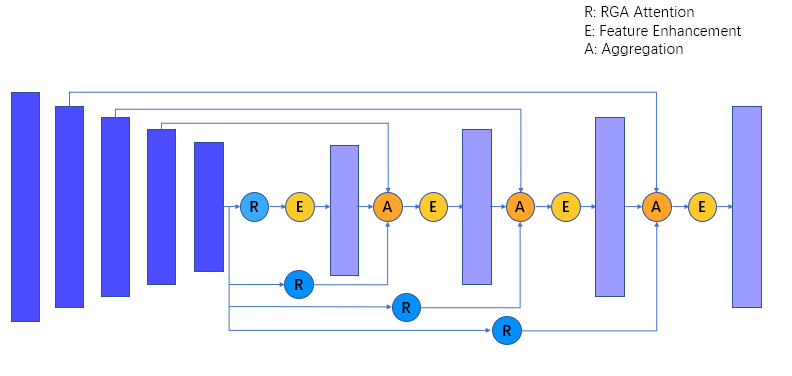 R: RGA Attention
E: Feature Enhancement
A: Aggregation
R E A E A E A E
R
R
R